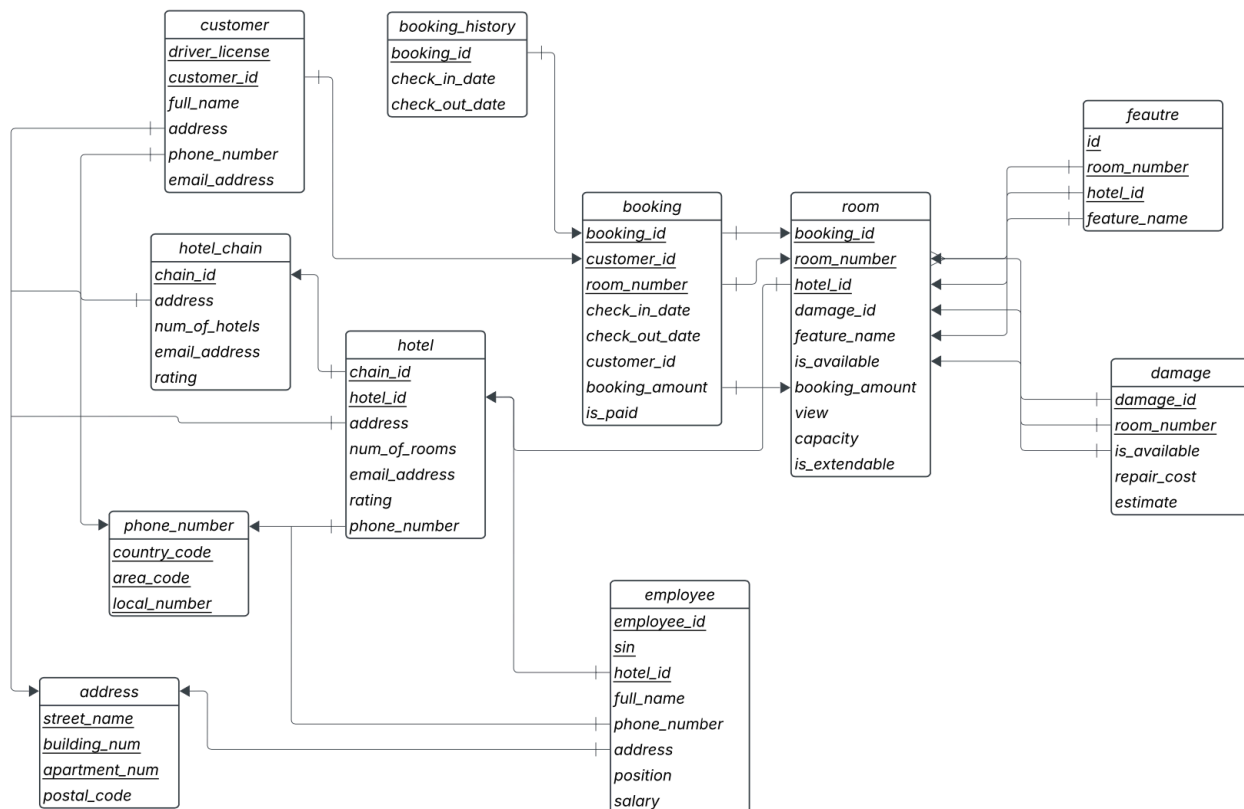 customer
driver_license
customer_id
full_name
address
phone_number
email_address
booking_history
booking_id
check_in_date
check_out_date
feautre
id
room_number
hotel_id
feature_name
booking
booking_id
customer_id
room_number
check_in_date
check_out_date
customer_id
booking_amount
is_paid
room
booking_id
room_number
hotel_id
damage_id
feature_name
is_available
booking_amount
view
capacity
is_extendable
hotel_chain
chain_id
address
num_of_hotels
email_address
rating
hotel
chain_id
hotel_id
address
num_of_rooms
email_address
rating
phone_number
damage
damage_id
room_number
is_available
repair_cost
estimate
phone_number
country_code
area_code
local_number
employee
employee_id
sin
hotel_id
full_name
phone_number
address
position
salary
address
street_name
building_num
apartment_num
postal_code